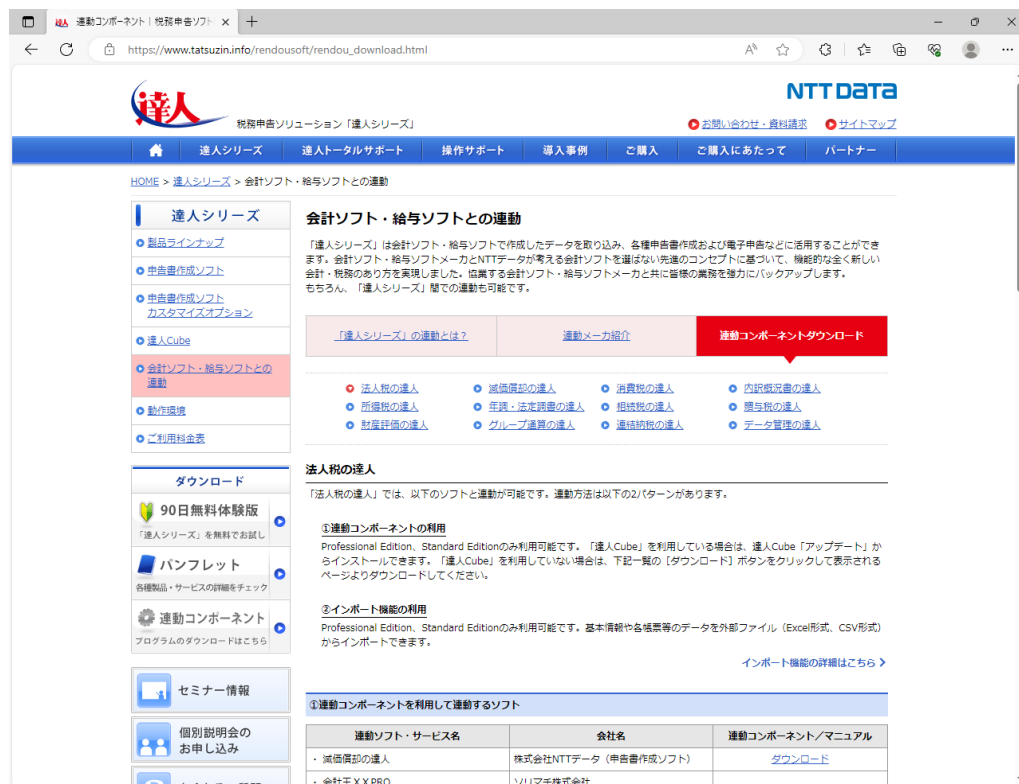 連動コンポーネント｜税務申告ソフト
https://www.tatsuzin.info/rendousoft/rendou_download.html
達人
税務申告ソリューション「達人シリーズ」
NTT DATA
お問い合わせ・資料請求 サイトマップ
達人シリーズ 達人トータルサポート 操作サポート 導入事例 ご購入 ご購入にあたって パートナー
HOME > 達人シリーズ > 会計ソフト・給与ソフトとの連動
達人シリーズ
製品ラインナップ
申告書作成ソフト
申告書作成ソフト
カスタマイズオプション
達人Cube
会計ソフト・給与ソフトとの
連動
動作環境
ご利用料金表
ダウンロード
90日無料体験版
「達人シリーズ」を無料でお試し
パンフレット
各種製品・サービスの詳細をチェック
連動コンポーネント
プログラムのダウンロードはこちら
セミナー情報
個別説明会の
お申し込み
会計ソフト・給与ソフトとの連動
「達人シリーズ」は会計ソフト・給与ソフトで作成したデータを取り込み、各種申告書作成および電子申告などに活用することができ
ます。会計ソフト・給与ソフトメーカとNTTデータが考える会計ソフトを選ばない先進のコンセプトに基づいて、機能的な全く新しい
会計・税務のあり方を実現しました。協業する会計ソフト・給与ソフトメーカと共に皆様の業務を強力にバックアップします。
もちろん、「達人シリーズ」間での連動も可能です。
「達人シリーズ」の連動とは？ 連動メーカ紹介 連動コンポーネントダウンロード
法人税の達人 減価償却の達人 消費税の達人 内訳概況書の達人
所得税の達人 年調・法定調書の達人 相続税の達人 贈与税の達人
財産評価の達人 グループ通算の達人 連結納税の達人 データ管理の達人
法人税の達人
「法人税の達人」では、以下のソフトと連動が可能です。連動方法は以下の2パターンがあります。
①連動コンポーネントの利用
Professional Edition、Standard Editionのみ利用可能です。「達人Cube」を利用している場合は、達人Cube「アップデート」か
らインストールできます。「達人Cube」を利用していない場合は、下記一覧の［ダウンロード］ボタンをクリックして表示される
ページよりダウンロードしてください。
②インポート機能の利用
Professional Edition、Standard Editionのみ利用可能です。基本情報や各帳票等のデータを外部ファイル（Excel形式、CSV形式）
からインポートできます。
インポート機能の詳細はこちら
①連動コンポーネントを利用して連動するソフト
連動ソフト・サービス名 会社名 連動コンポーネント／マニュアル
・ 減価償却の達人 株式会社NTTデータ（申告書作成ソフト） ダウンロード
・ 会計王ＸＸPRO ソリマチ株式会社